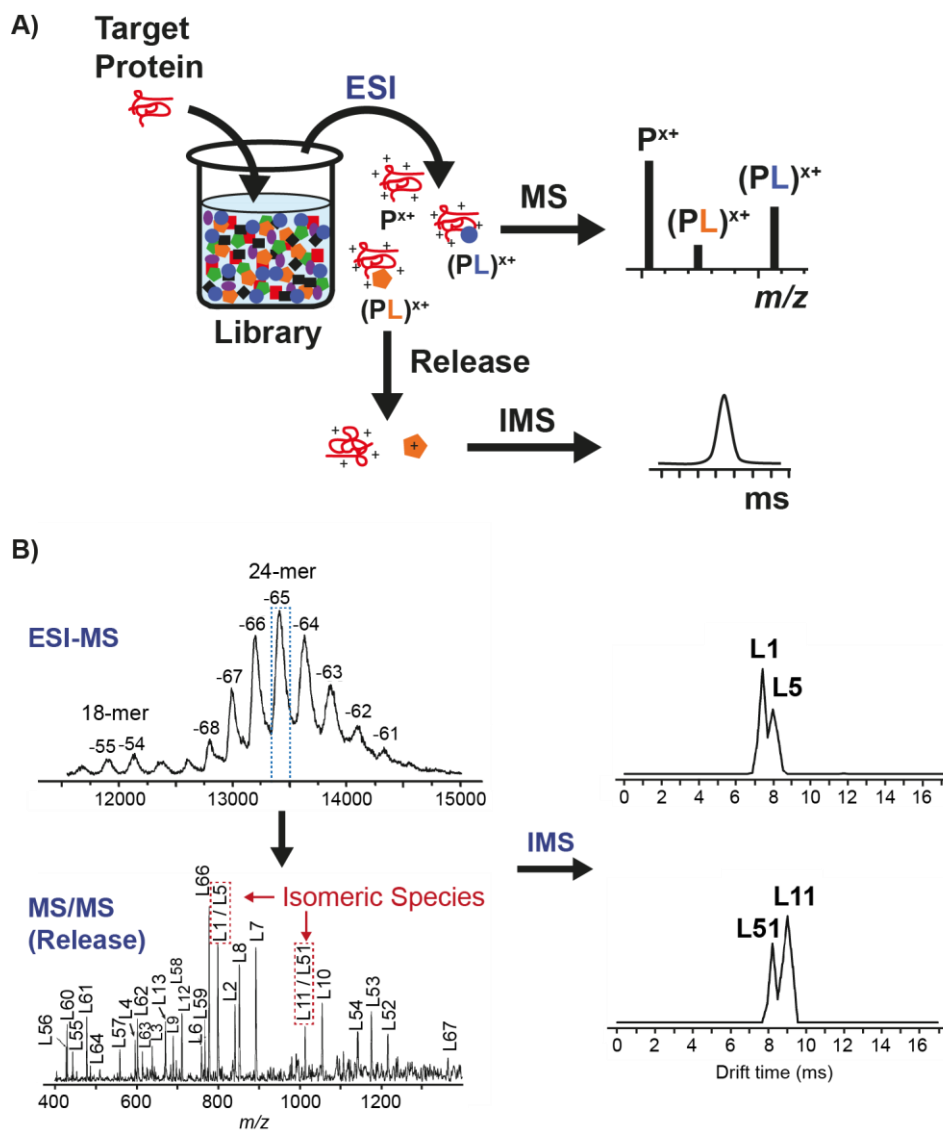 A)
Target
Protein
ESI
Library
P^x+
(PL)^x+
(PL)^x+
MS
P^x+
(PL)^x+
(PL)^x+
m/z
Release
IMS
ms
B)
ESI-MS
24-mer
18-mer
-55
-54
-68
-67
-66
-65
-64
-63
-62
-61
12000
13000
14000
15000
MS/MS
(Release)
Isomeric Species
L56
L60
L55
L61
L64
L57
L4
L62
L63
L3
L13
L9
L58
L12
L6
L59
L66
L1 / L5
L2
L8
L7
L11 / L51
L10
L54
L53
L52
L67
400
600
800
1000
1200
m/z
IMS
L1
L5
0
2
4
6
8
10
12
14
16
L51
L11
0
2
4
6
8
10
12
14
16
Drift time (ms)